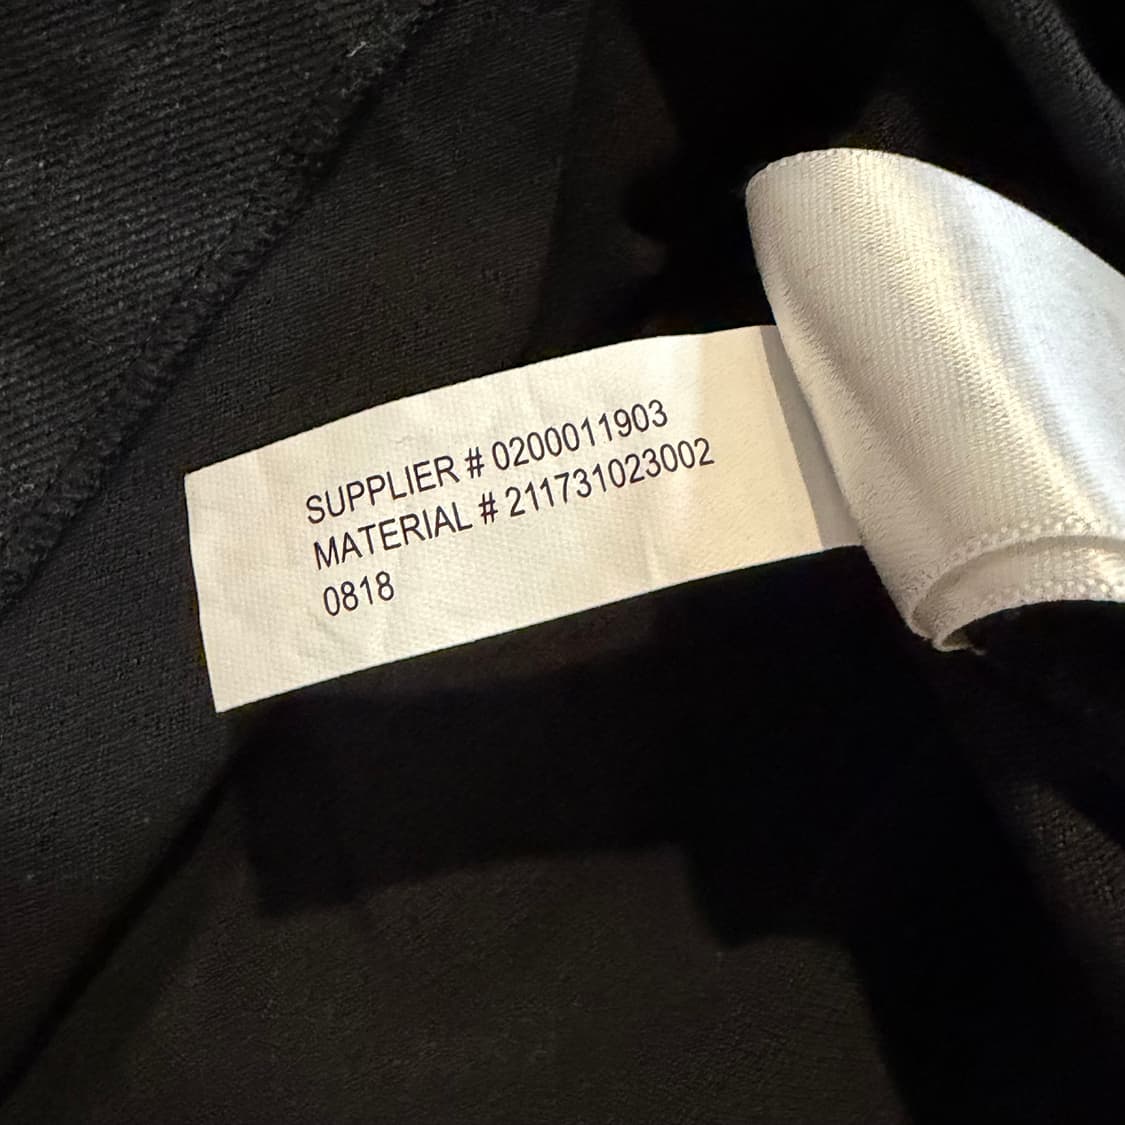 SUPPLIER # 0200011903
MATERIAL # 211731023002
0818